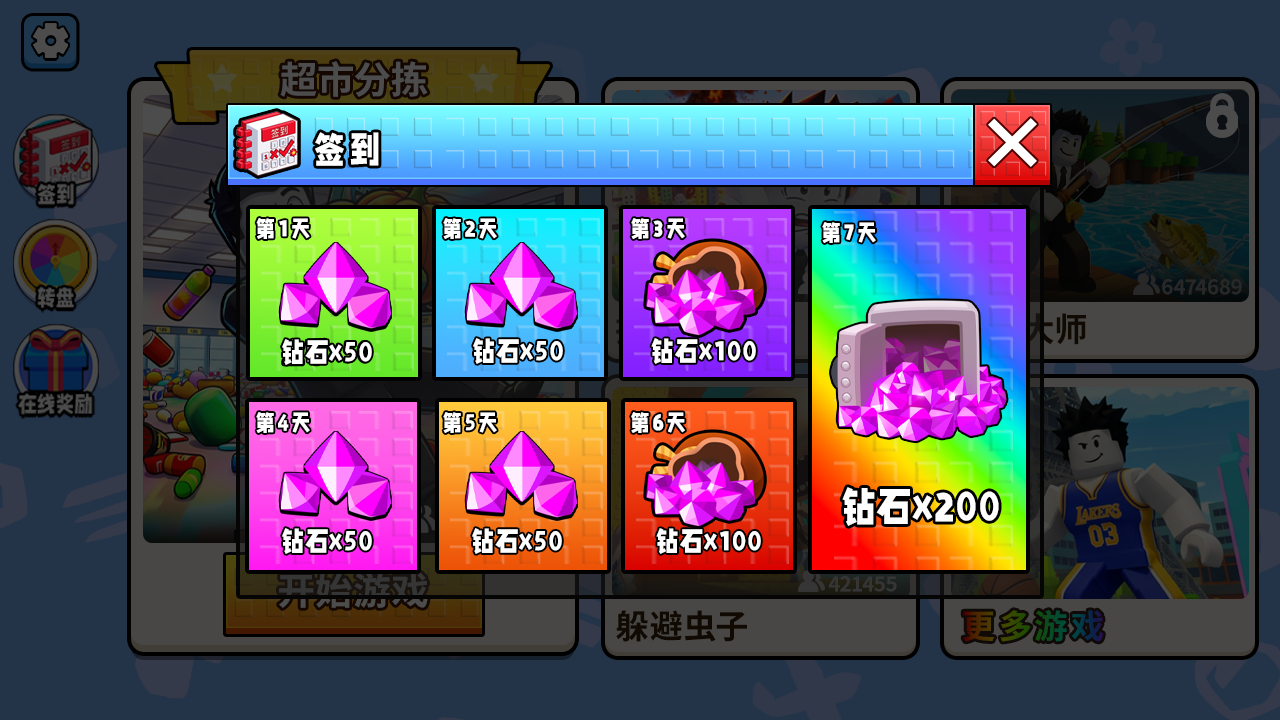 超市分拣
签到
签到
签到
转盘
在线奖励
第1天
钻石x50
第2天
钻石x50
第3天
钻石x100
第7天
钻石x200
第4天
钻石x50
第5天
钻石x50
第6天
钻石x100
6474689
大师
开始游戏
421455
躲避虫子
LAKERS
03
更多游戏